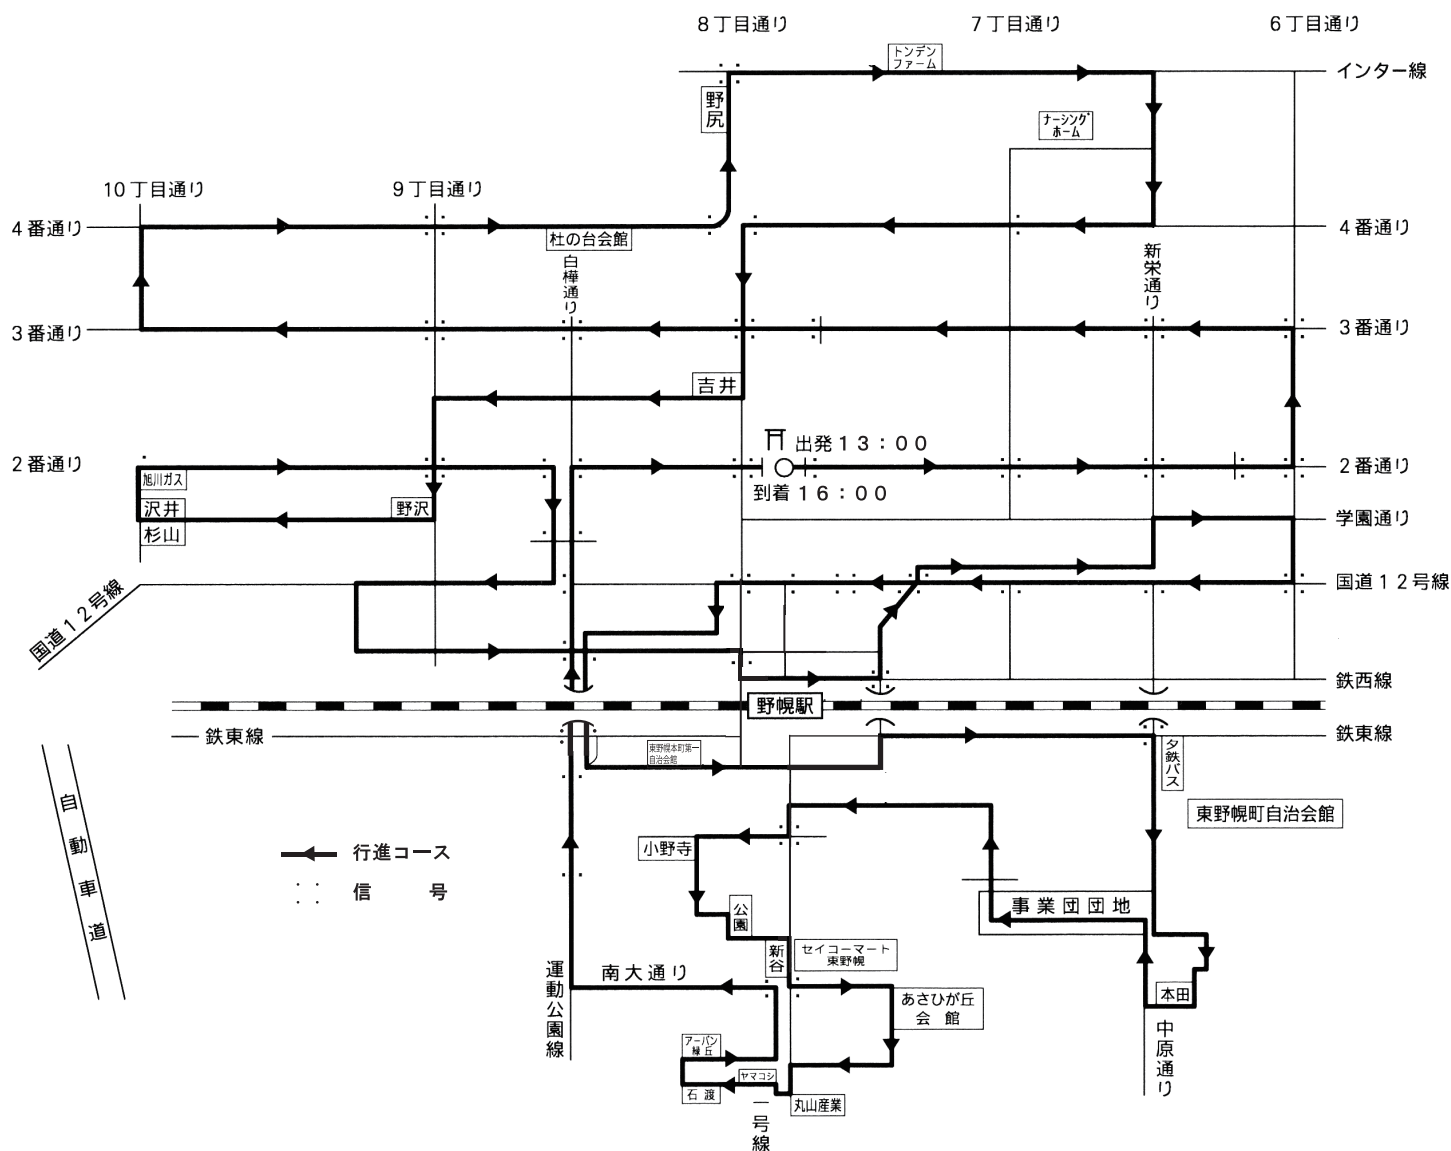 ８丁目通り
７丁目通り
６丁目通り
トンデン
ファーム
インター線
野尻
ナーシング
ホーム
10丁目通り
９丁目通り
４番通り
杜の台会館
４番通り
白樺通り
新栄通り
３番通り
３番通り
吉井
出発１３：００
２番通り
２番通り
旭川ガス
到着１６：００
沢井
野沢
杉山
学園通り
国道１２号線
国道１２号線
鉄西線
野幌駅
鉄東線
鉄東線
東野幌本町第一
自治会館
夕鉄バス
自動車道
東野幌町自治会館
行進コース
小野寺
信号
事業団団地
公園
新谷
セイコーマート
東野幌
運動公園線
南大通り
あさひが丘
会館
本田
中原通り
アーバン
緑丘
ヤマコシ
石渡
丸山産業
一号線